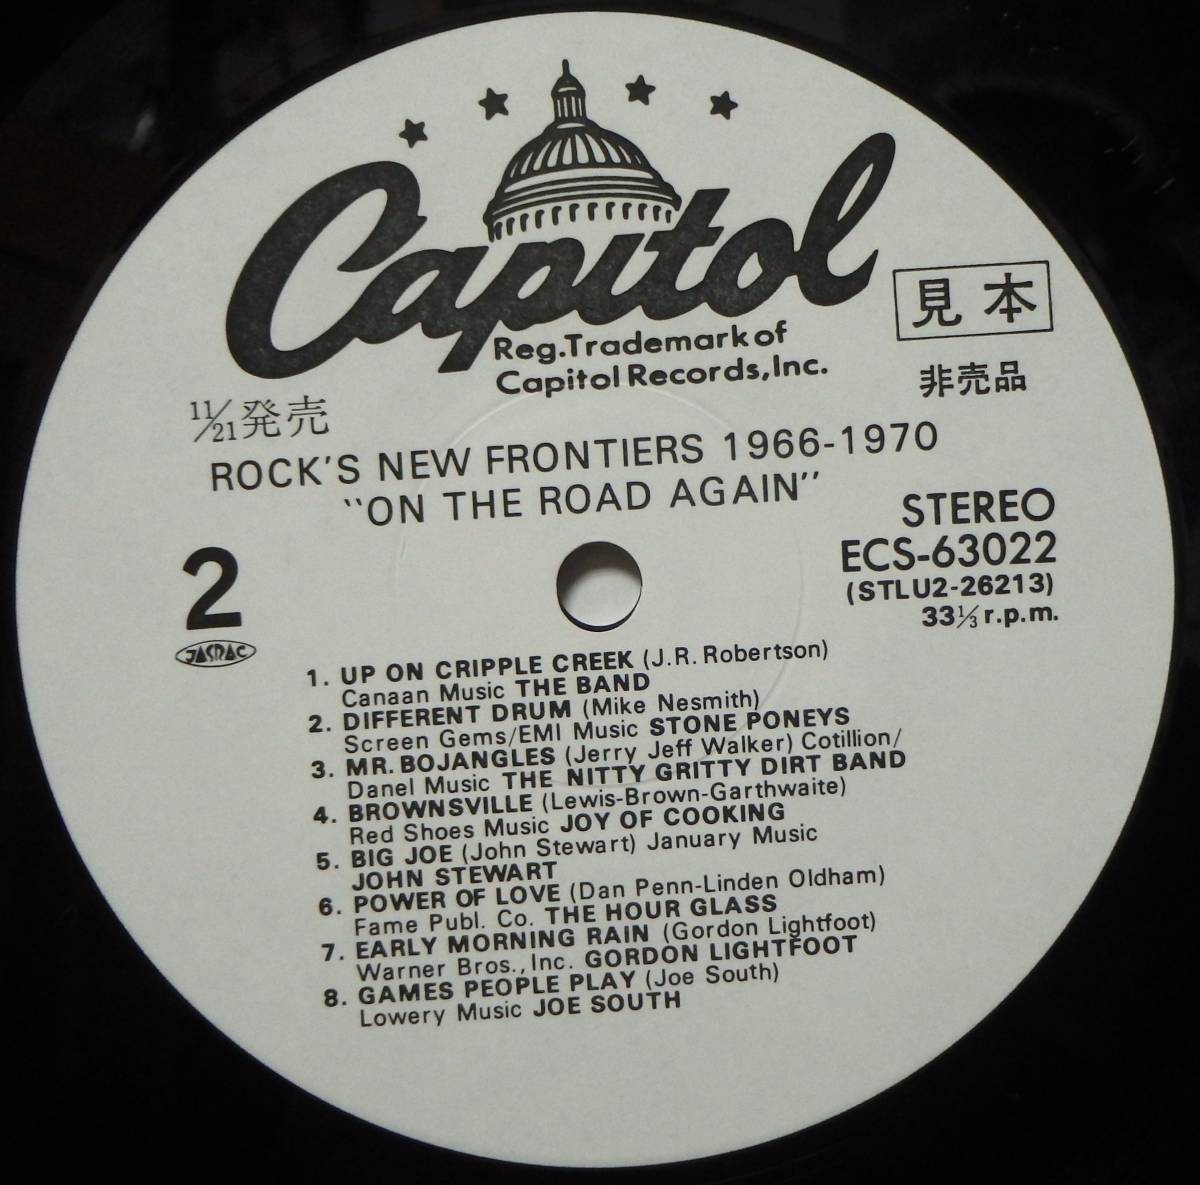 Capitol
Reg.Trademark of
Capitol Records,Inc.
見本
非売品
11/21発売
ROCK'S NEW FRONTIERS 1966-1970
"ON THE ROAD AGAIN"
STEREO
ECS-63022
(STLU2-26213)
33⅓ r.p.m.
2
JASRAC
1. UP ON CRIPPLE CREEK (J.R. Robertson)
Canaan Music THE BAND
2. DIFFERENT DRUM (Mike Nesmith)
Screen Gems/EMI Music STONE PONEYS
3. MR. BOJANGLES (Jerry Jeff Walker) Cotillion/
Danel Music THE NITTY GRITTY DIRT BAND
4. BROWNSVILLE (Lewis-Brown-Garthwaite)
Red Shoes Music JOY OF COOKING
5. BIG JOE (John Stewart) January Music
JOHN STEWART
6. POWER OF LOVE (Dan Penn-Linden Oldham)
Fame Publ. Co. THE HOUR GLASS
7. EARLY MORNING RAIN (Gordon Lightfoot)
Warner Bros., Inc. GORDON LIGHTFOOT
8. GAMES PEOPLE PLAY (Joe South)
Lowery Music JOE SOUTH